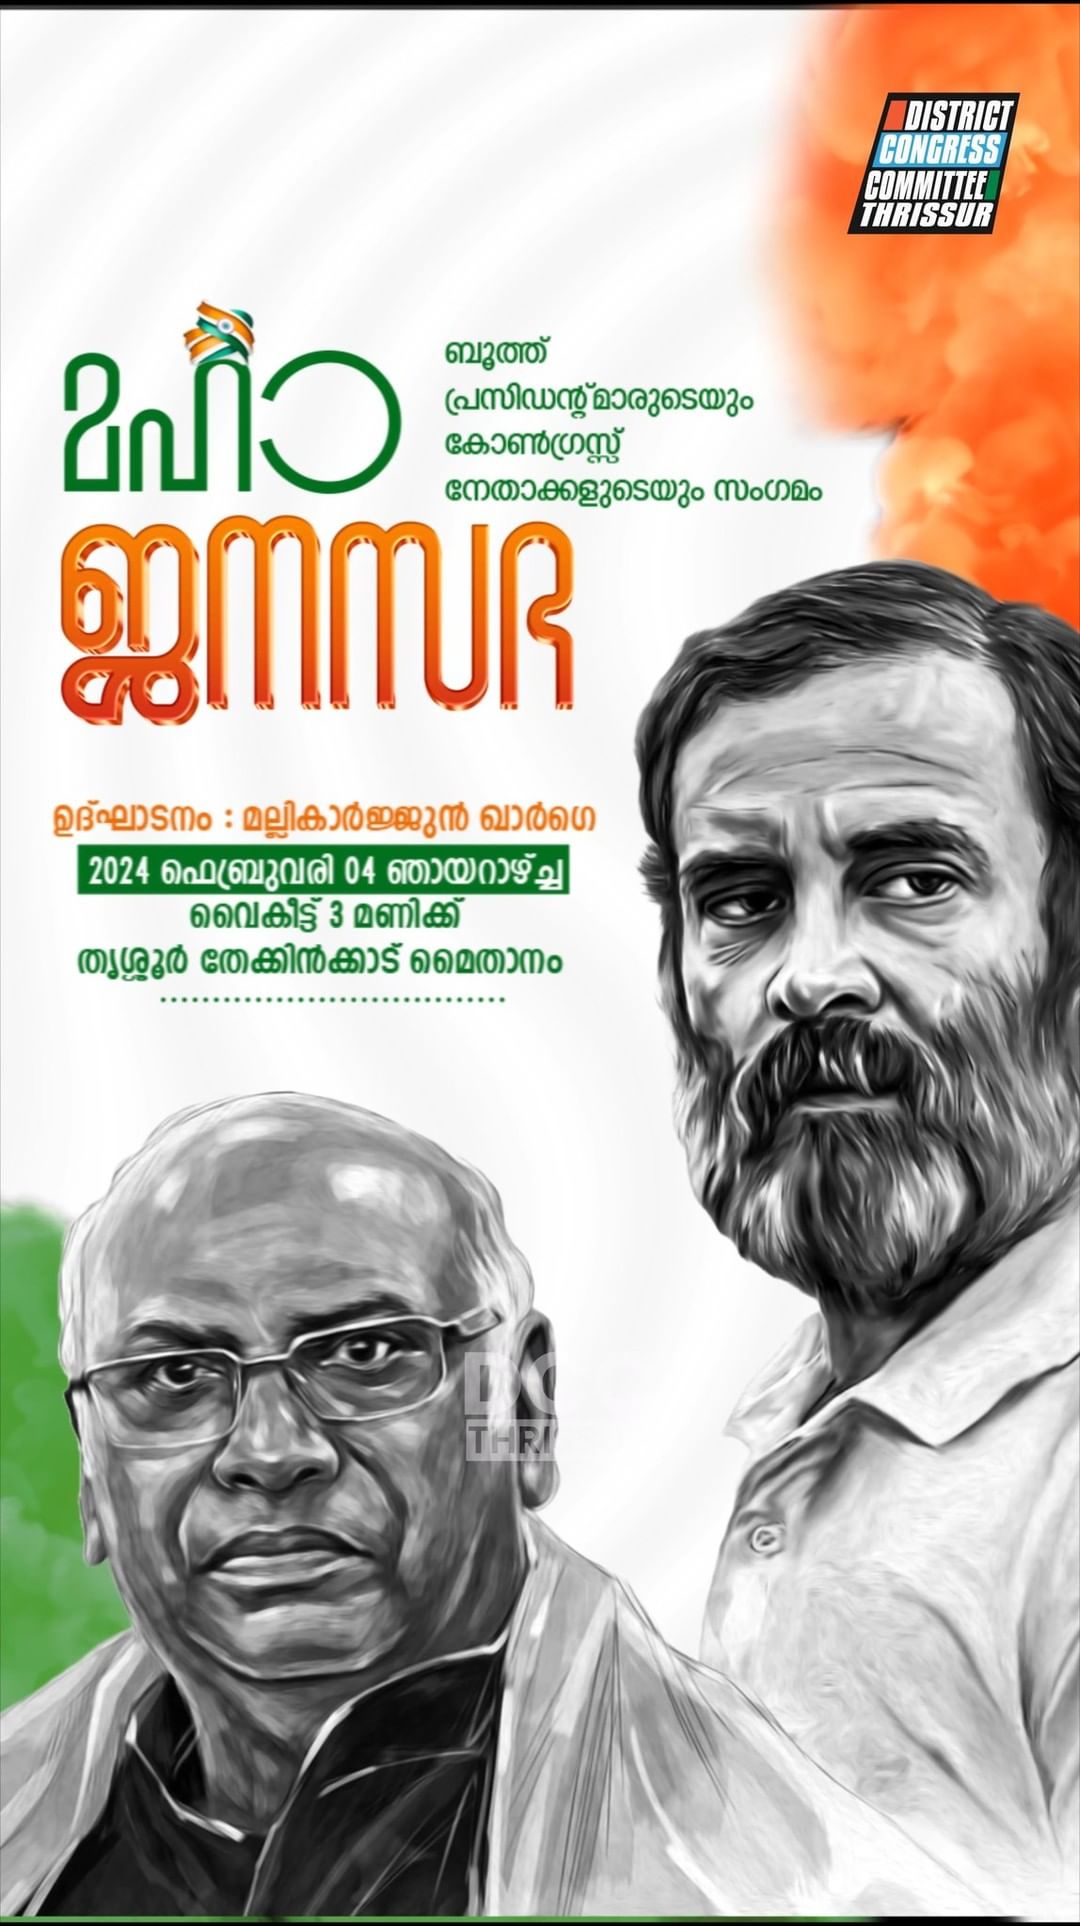 DISTRICT
CONGRESS
COMMITTEE
THRISSUR
മഹാ
ജനസഭ
ബൂത്ത്
പ്രസിഡന്റ്മാരുടെയും
കോൺഗ്രസ്സ്
നേതാക്കളുടെയും സംഗമം
ഉദ്ഘാടനം : മല്ലികാർജ്ജുൻ ഖാർഗെ
2024 ഫെബ്രുവരി 04 ഞായറാഴ്ച്ച
വൈകീട്ട് 3 മണിക്ക്
തൃശ്ശൂർ തേക്കിൻക്കാട് മൈതാനം